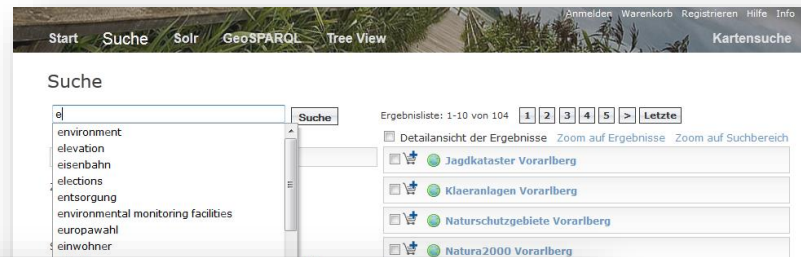 Anmelden Warenkorb Registrieren Hilfe Info
Start Suche Solr GeoSPARQL Tree View Kartensuche
Suche
e Suche
environment
elevation
eisenbahn
elections
entsorgung
environmental monitoring facilities
europawahl
einwohner
Ergebnisliste: 1-10 von 104 1 2 3 4 5 > Letzte
Detailansicht der Ergebnisse Zoom auf Ergebnisse Zoom auf Suchbereich
Jagdkataster Vorarlberg
Klaeranlagen Vorarlberg
Naturschutzgebiete Vorarlberg
Natura2000 Vorarlberg